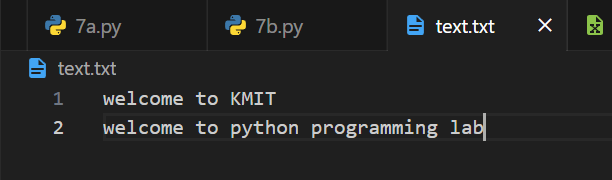 7a.py 7b.py text.txt
text.txt
1 welcome to KMIT
2 welcome to python programming lab